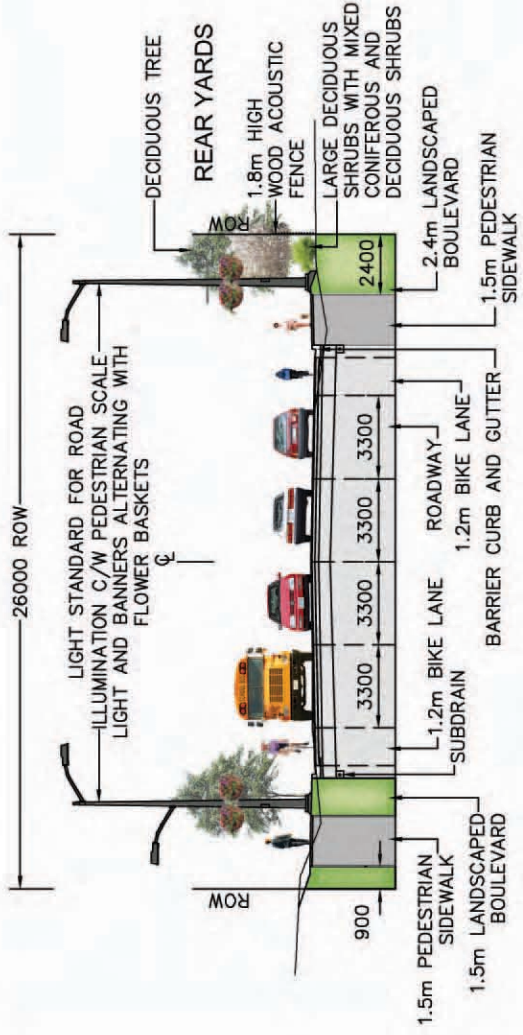 26000 ROW
LIGHT STANDARD FOR ROAD
ILLUMINATION C/W PEDESTRIAN SCALE
LIGHT AND BANNERS ALTERNATING WITH
FLOWER BASKETS
DECIDUOUS TREE
REAR YARDS
1.8m HIGH
WOOD ACOUSTIC
FENCE
LARGE DECIDUOUS
SHRUBS WITH MIXED
CONIFEROUS AND
DECIDUOUS SHRUBS
ROW
ROW
900
3300
3300
3300
3300
2400
1.5m PEDESTRIAN
SIDEWALK
1.5m LANDSCAPED
BOULEVARD
1.2m BIKE LANE
SUBDRAIN
ROADWAY
1.2m BIKE LANE
BARRIER CURB AND GUTTER
2.4m LANDSCAPED
BOULEVARD
1.5m PEDESTRIAN
SIDEWALK